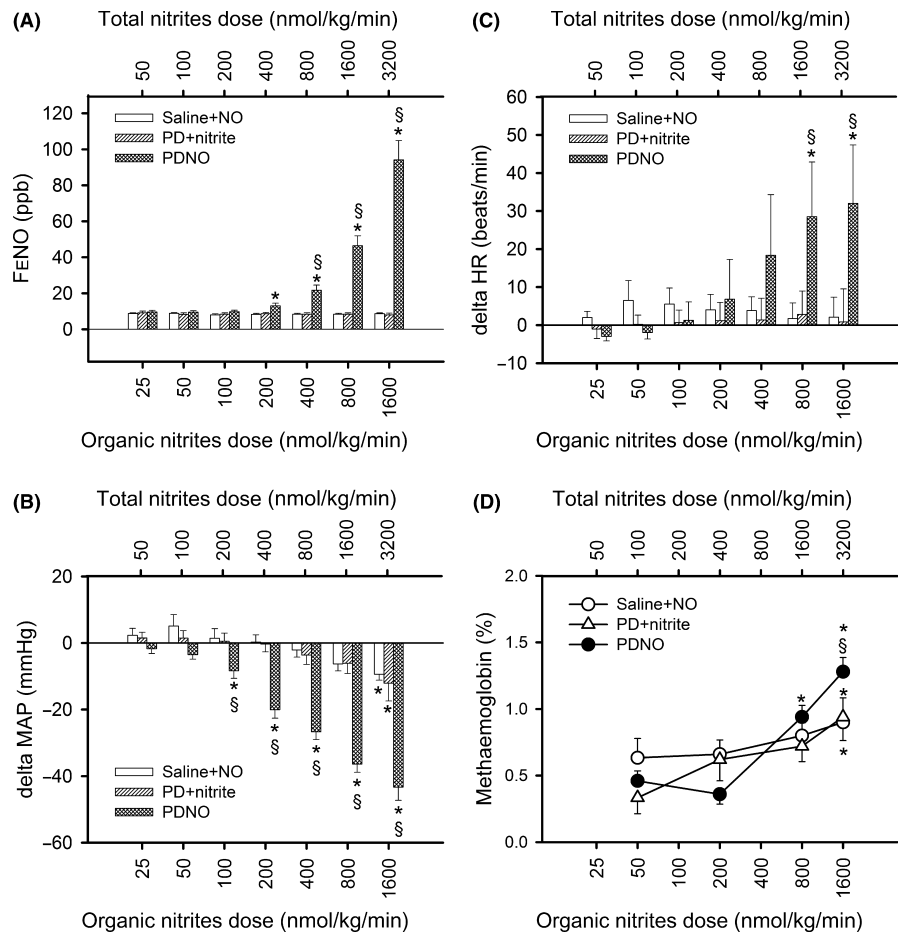 (A)
Total nitrites dose (nmol/kg/min)
50 100 200 400 800 1600 3200
120
100
80
60
40
20
0
FENO (ppb)
Saline+NO
PD+nitrite
PDNO
* § * § * § *
25 50 100 200 400 800 1600
Organic nitrites dose (nmol/kg/min)
(C)
Total nitrites dose (nmol/kg/min)
50 100 200 400 800 1600 3200
60
50
40
30
20
10
0
−10
delta HR (beats/min)
Saline+NO
PD+nitrite
PDNO
§ * § *
25 50 100 200 400 800 1600
Organic nitrites dose (nmol/kg/min)
(B)
Total nitrites dose (nmol/kg/min)
50 100 200 400 800 1600 3200
20
0
−20
−40
−60
delta MAP (mmHg)
Saline+NO
PD+nitrite
PDNO
* § * § * § * § * * * §
25 50 100 200 400 800 1600
Organic nitrites dose (nmol/kg/min)
(D)
Total nitrites dose (nmol/kg/min)
50 100 200 400 800 1600 3200
2.0
1.5
1.0
0.5
0.0
Methaemoglobin (%)
Saline+NO
PD+nitrite
PDNO
* * § * *
25 50 100 200 400 800 1600
Organic nitrites dose (nmol/kg/min)